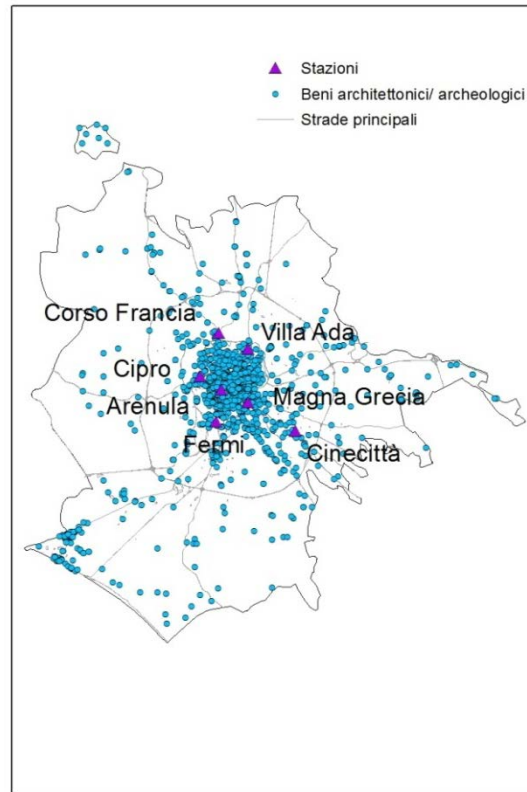 Stazioni
Beni architettonici/ archeologici
Strade principali
Corso Francia
Villa Ada
Cipro
Magna Grecia
Arenula
Fermi
Cinecittà